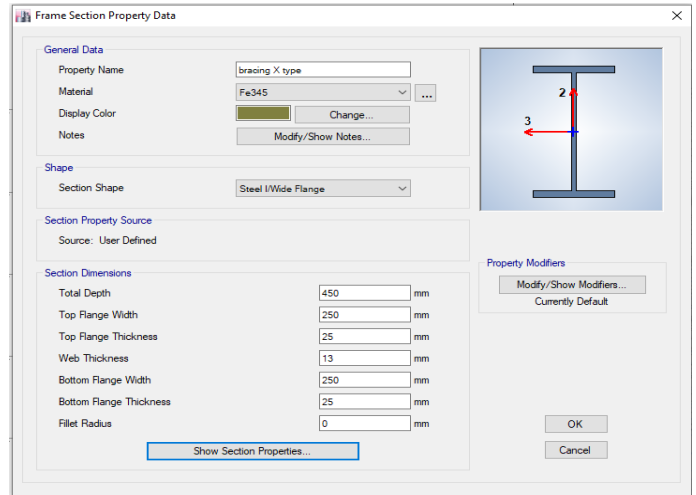 Frame Section Property Data
General Data
Property Name bracing X type
Material Fe345 ...
Display Color Change...
Notes Modify/Show Notes...
2
3
Shape
Section Shape Steel I/Wide Flange
Section Property Source
Source: User Defined
Section Dimensions
Total Depth 450 mm
Top Flange Width 250 mm
Top Flange Thickness 25 mm
Web Thickness 13 mm
Bottom Flange Width 250 mm
Bottom Flange Thickness 25 mm
Fillet Radius 0 mm
Show Section Properties...
Property Modifiers
Modify/Show Modifiers...
Currently Default
OK
Cancel